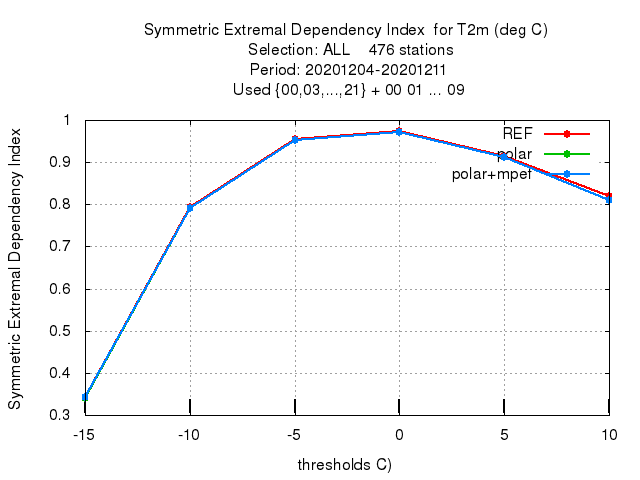 Symmetric Extremal Dependency Index  for T2m (deg C)
Selection: ALL    476 stations
Period: 20201204-20201211
Used {00,03,...,21} + 00 01 ... 09
Symmetric Extremal Dependency Index
1
0.9
0.8
0.7
0.6
0.5
0.4
0.3
REF
polar
polar+mpef
-15 -10 -5 0 5 10
thresholds C)